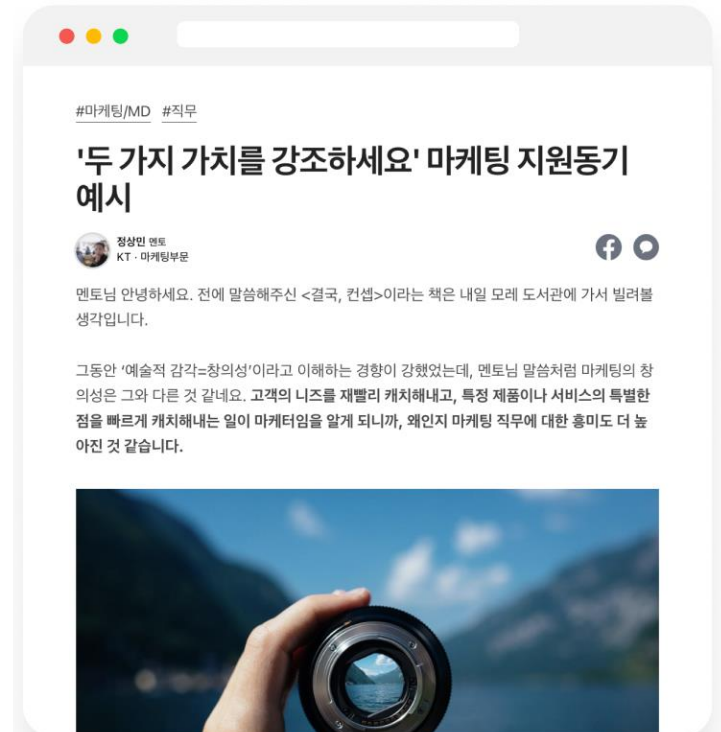 #마케팅/MD #직무
'두 가지 가치를 강조하세요' 마케팅 지원동기
예시
정상민 멘토
KT · 마케팅부문
멘토님 안녕하세요. 전에 말씀해주신 <결국, 컨셉>이라는 책은 내일 모레 도서관에 가서 빌려볼
생각입니다.
그동안 ‘예술적 감각=창의성’이라고 이해하는 경향이 강했었는데, 멘토님 말씀처럼 마케팅의 창
의성은 그와 다른 것 같네요. 고객의 니즈를 재빨리 캐치해내고, 특정 제품이나 서비스의 특별한
점을 빠르게 캐치해내는 일이 마케터임을 알게 되니까, 왠인지 마케팅 직무에 대한 흥미도 더 높
아진 것 같습니다.